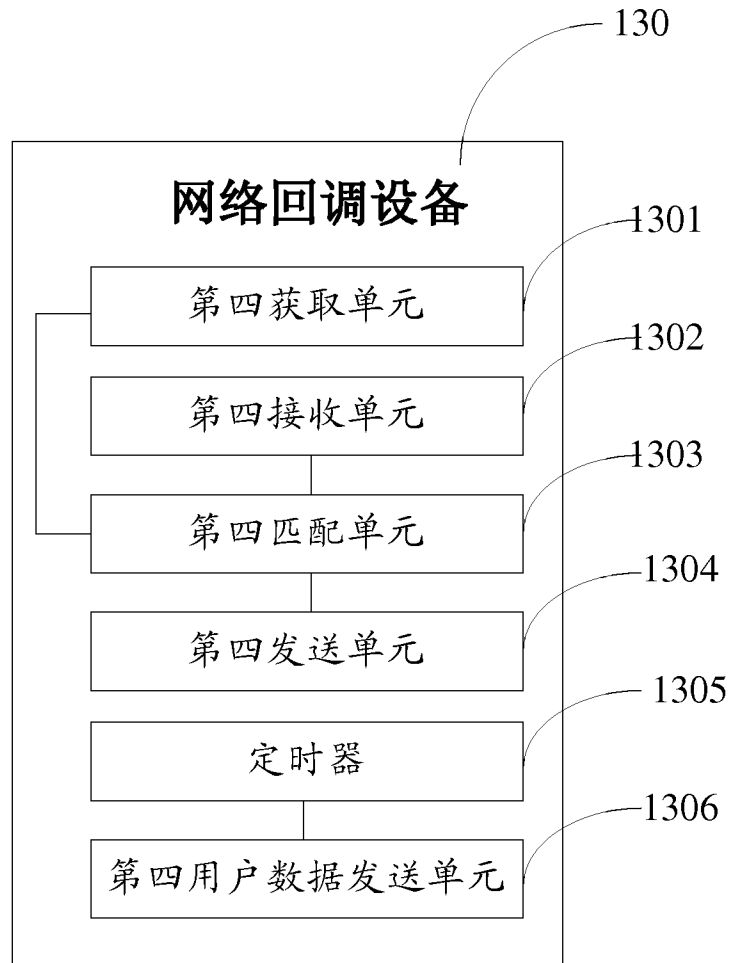 130
网络回调设备
1301
第四获取单元
1302
第四接收单元
1303
第四匹配单元
1304
第四发送单元
1305
定时器
1306
第四用户数据发送单元